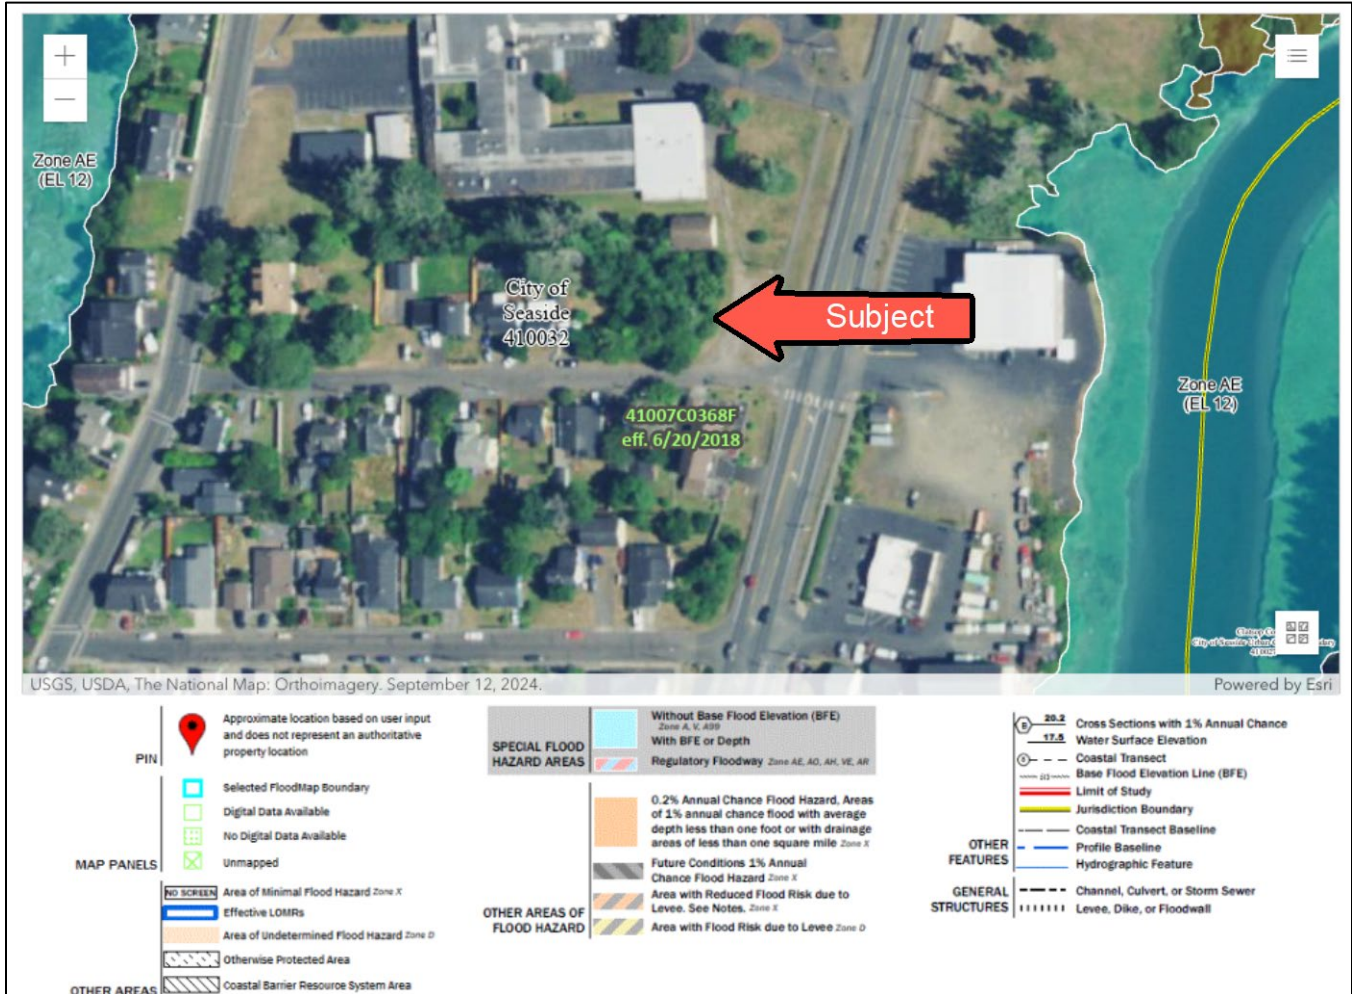 +
−
Zone AE
(EL 12)
City of
Seaside
410032
Subject
41007C0368F
eff. 6/20/2018
Zone AE
(EL 12)
USGS, USDA, The National Map: Orthoimagery. September 12, 2024.
Powered by Esri
PIN
Approximate location based on user input
and does not represent an authoritative
property location
MAP PANELS
Selected FloodMap Boundary
Digital Data Available
No Digital Data Available
Unmapped
OTHER AREAS
NO SCREEN Area of Minimal Flood Hazard Zone X
Effective LOMRs
Area of Undetermined Flood Hazard Zone D
Otherwise Protected Area
Coastal Barrier Resource System Area
SPECIAL FLOOD
HAZARD AREAS
Without Base Flood Elevation (BFE)
Zone A, V, A99
With BFE or Depth
Regulatory Floodway Zone AE, AO, AH, VE, AR
OTHER AREAS OF
FLOOD HAZARD
0.2% Annual Chance Flood Hazard, Areas
of 1% annual chance flood with average
depth less than one foot or with drainage
areas of less than one square mile Zone X
Future Conditions 1% Annual
Chance Flood Hazard Zone X
Area with Reduced Flood Risk due to
Levee. See Notes. Zone X
Area with Flood Risk due to Levee Zone D
OTHER
FEATURES
B 20.2 Cross Sections with 1% Annual Chance
17.5 Water Surface Elevation
Coastal Transect
Base Flood Elevation Line (BFE)
Limit of Study
Jurisdiction Boundary
Coastal Transect Baseline
Profile Baseline
Hydrographic Feature
GENERAL
STRUCTURES
Channel, Culvert, or Storm Sewer
Levee, Dike, or Floodwall